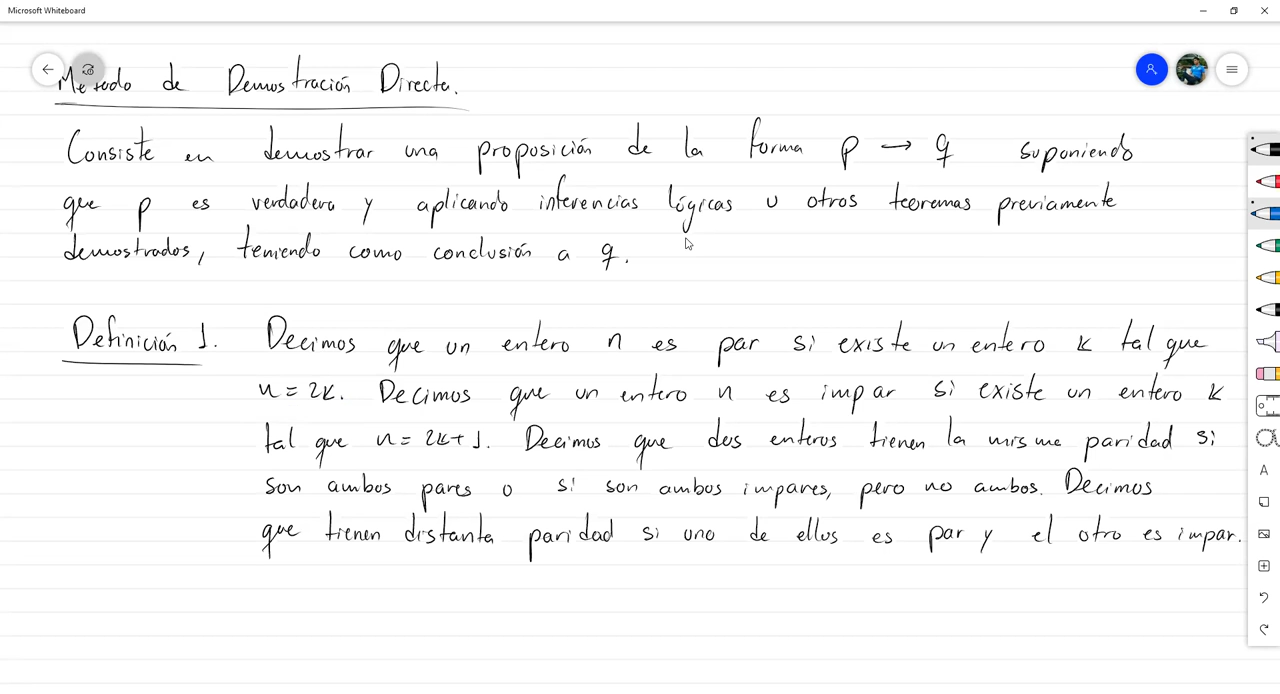 Microsoft Whiteboard
Método de Demostración Directa.
Consiste en demostrar una proposición de la forma p → q suponiendo
que p es verdadera y aplicando inferencias lógicas u otros teoremas previamente
demostrados, teniendo como conclusión a q.
Definición 1. Decimos que un entero n es par si existe un entero k tal que
n = 2k. Decimos que un entero n es impar si existe un entero k
tal que n = 2k + 1. Decimos que dos enteros tienen la misma paridad si
son ambos pares o si son ambos impares, pero no ambos. Decimos
que tienen distanta paridad si uno de ellos es par y el otro es impar.